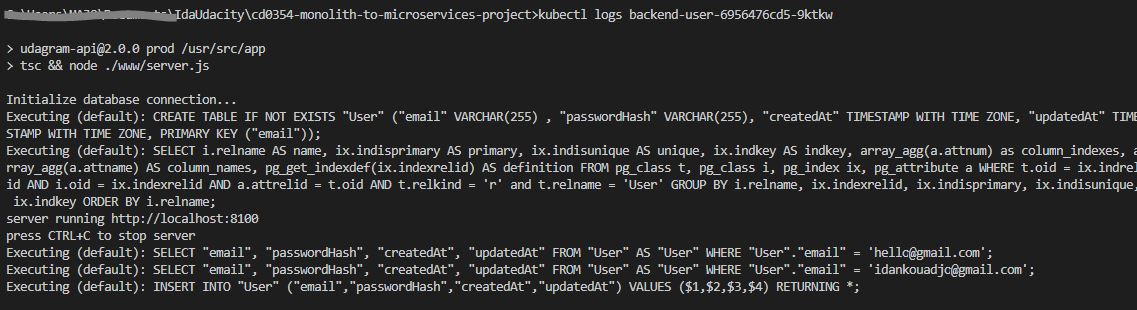 \IdaUdacity\cd0354-monolith-to-microservices-project>kubectl logs backend-user-6956476cd5-9ktkw
> udagram-api@2.0.0 prod /usr/src/app
> tsc && node ./www/server.js
Initialize database connection...
Executing (default): CREATE TABLE IF NOT EXISTS "User" ("email" VARCHAR(255) , "passwordHash" VARCHAR(255), "createdAt" TIMESTAMP WITH TIME ZONE, "updatedAt" TIME
STAMP WITH TIME ZONE, PRIMARY KEY ("email"));
Executing (default): SELECT i.relname AS name, ix.indisprimary AS primary, ix.indisunique AS unique, ix.indkey AS indkey, array_agg(a.attnum) as column_indexes, a
rray_agg(a.attname) AS column_names, pg_get_indexdef(ix.indexrelid) AS definition FROM pg_class t, pg_class i, pg_index ix, pg_attribute a WHERE t.oid = ix.indrel
id AND i.oid = ix.indexrelid AND a.attrelid = t.oid AND t.relkind = 'r' and t.relname = 'User' GROUP BY i.relname, ix.indexrelid, ix.indisprimary, ix.indisunique,
ix.indkey ORDER BY i.relname;
server running http://localhost:8100
press CTRL+C to stop server
Executing (default): SELECT "email", "passwordHash", "createdAt", "updatedAt" FROM "User" AS "User" WHERE "User"."email" = 'hello@gmail.com';
Executing (default): SELECT "email", "passwordHash", "createdAt", "updatedAt" FROM "User" AS "User" WHERE "User"."email" = 'idankouadjo@gmail.com';
Executing (default): INSERT INTO "User" ("email","passwordHash","createdAt","updatedAt") VALUES ($1,$2,$3,$4) RETURNING *;